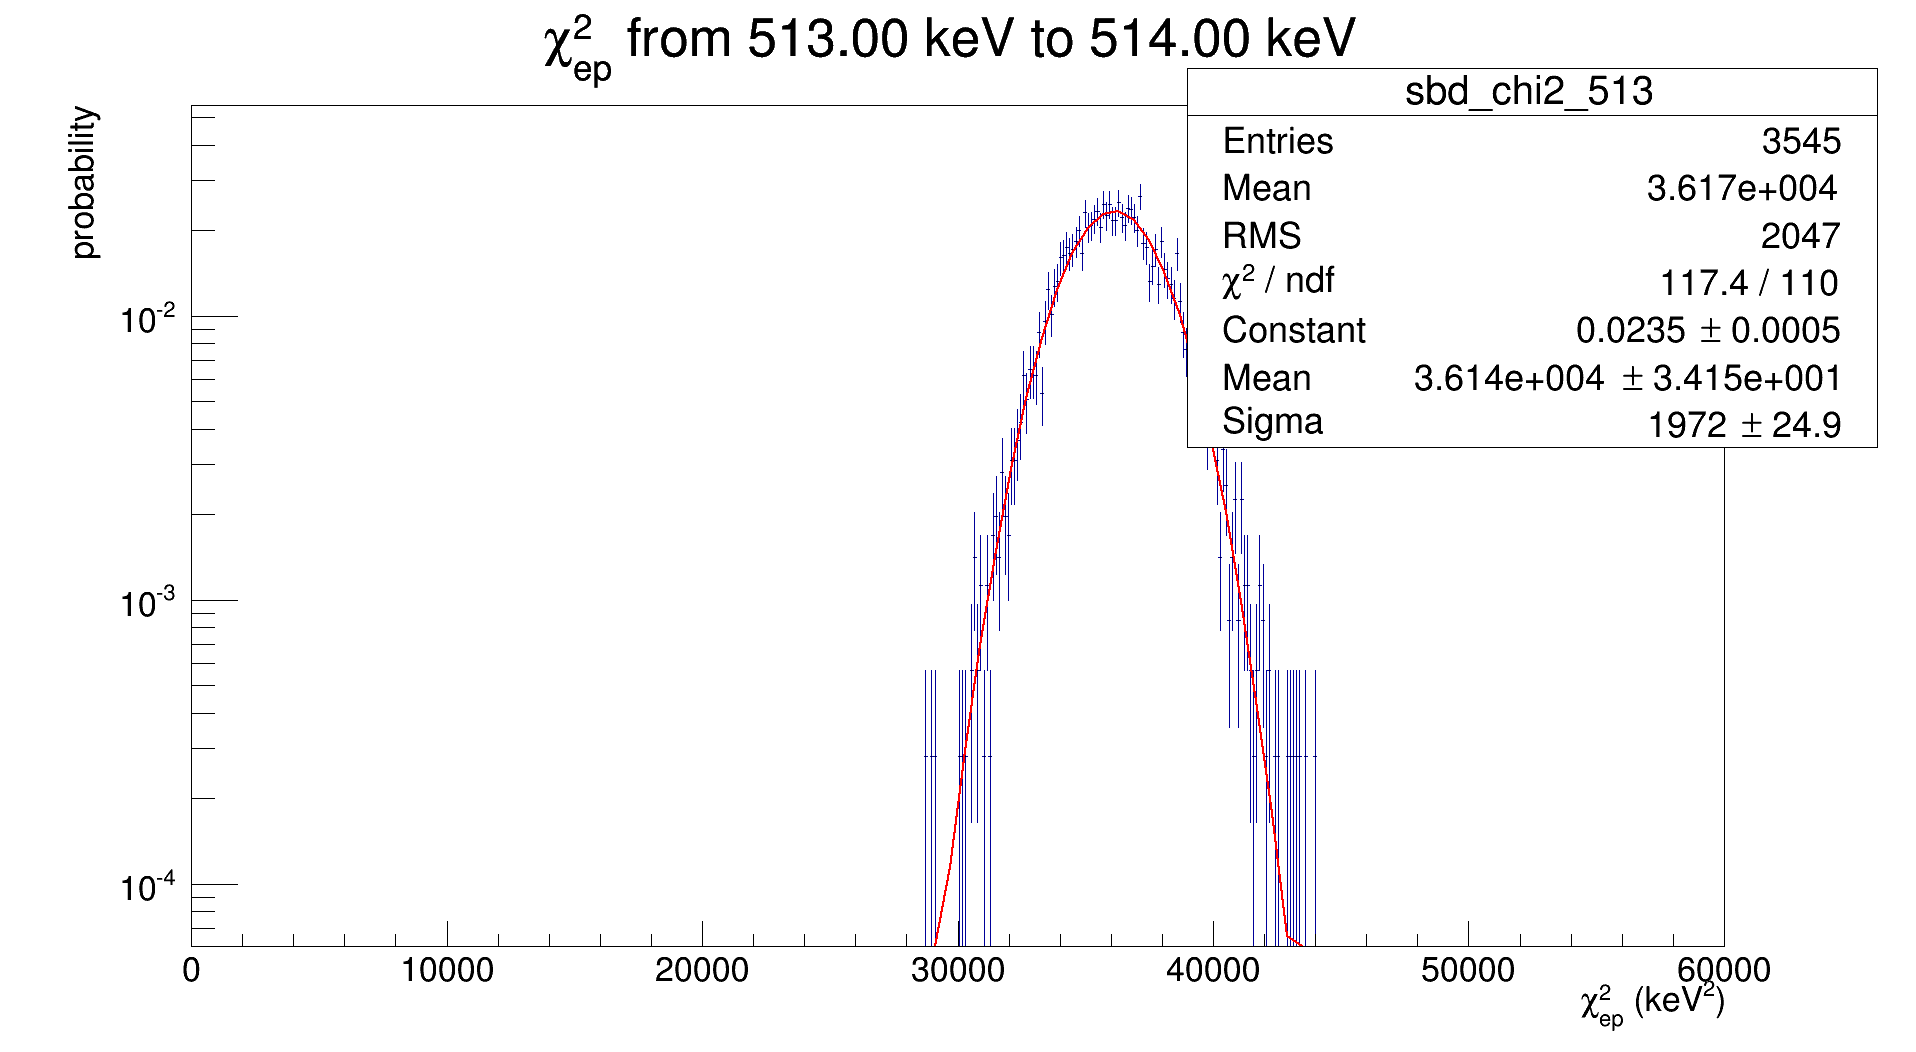 χ²ep from 513.00 keV to 514.00 keV
sbd_chi2_513
Entries 3545
Mean 3.617e+004
RMS 2047
χ² / ndf 117.4 / 110
Constant 0.0235 ± 0.0005
Mean 3.614e+004 ± 3.415e+001
Sigma 1972 ± 24.9
probability
10⁻²
10⁻³
10⁻⁴
0 10000 20000 30000 40000 50000 60000
χ²ep (keV²)